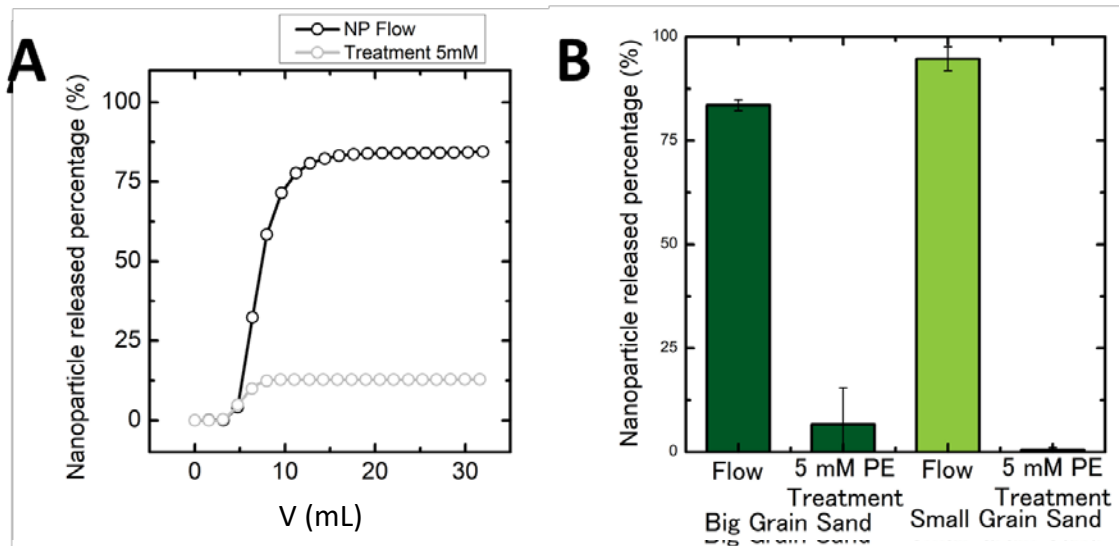 A
NP Flow
Treatment 5mM
Nanoparticle released percentage (%)
100
75
50
25
0
0 10 20 30
V (mL)
B
Nanoparticle released percentage (%)
100
75
50
25
0
Flow 5 mM PE Flow 5 mM PE
Treatment Treatment
Big Grain Sand Small Grain Sand